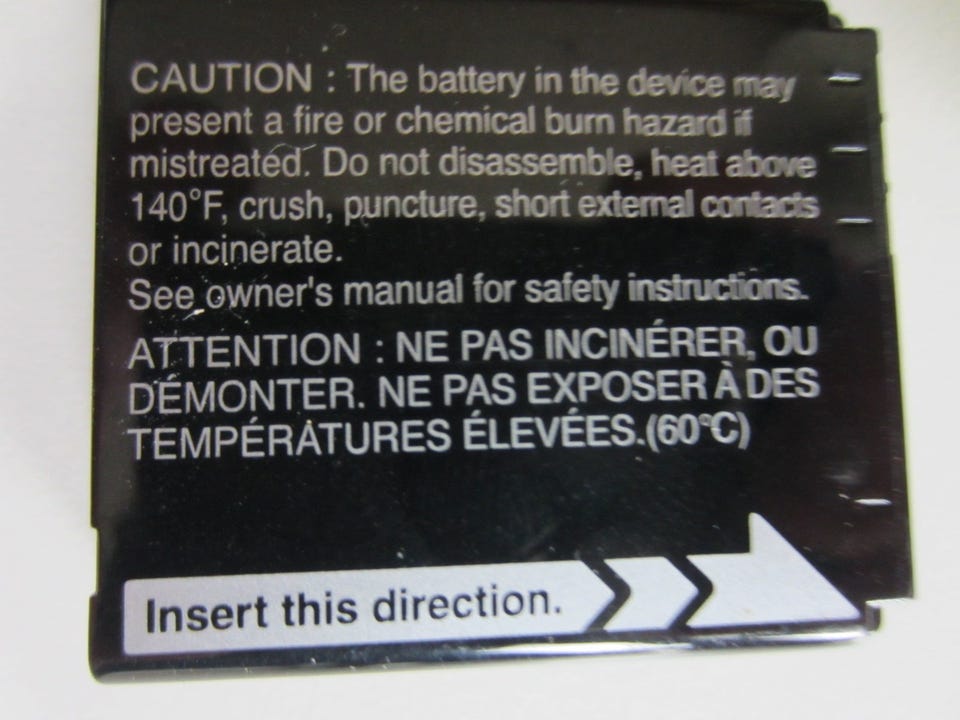 CAUTION : The battery in the device may
present a fire or chemical burn hazard if
mistreated. Do not disassemble, heat above
140°F, crush, puncture, short external contacts
or incinerate.
See owner's manual for safety instructions.
ATTENTION : NE PAS INCINÉRER, OU
DÉMONTER. NE PAS EXPOSER À DES
TEMPÉRATURES ÉLEVÉES.(60°C)
Insert this direction.